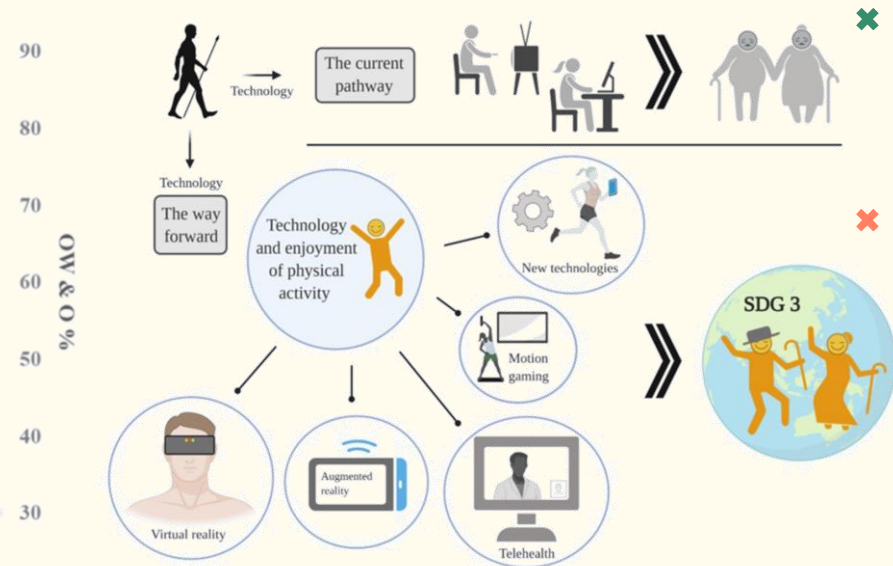 90
80
70
60
50
40
30
OW & O %
Technology
The current
pathway
Technology
The way
forward
Technology
and enjoyment
of physical
activity
New technologies
Motion
gaming
SDG 3
Virtual reality
Augmented
reality
Telehealth